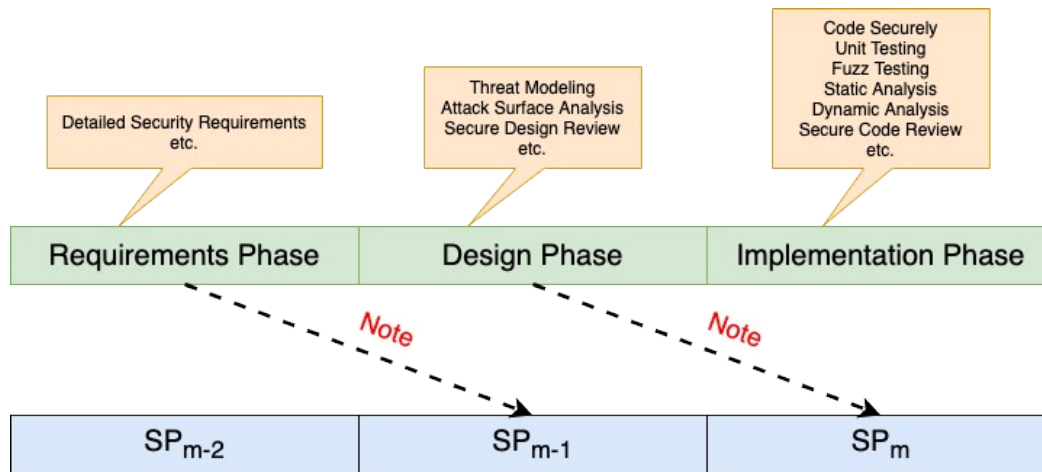 Detailed Security Requirements
etc.
Threat Modeling
Attack Surface Analysis
Secure Design Review
etc.
Code Securely
Unit Testing
Fuzz Testing
Static Analysis
Dynamic Analysis
Secure Code Review
etc.
Requirements Phase
Design Phase
Implementation Phase
Note
Note
SPm-2
SPm-1
SPm